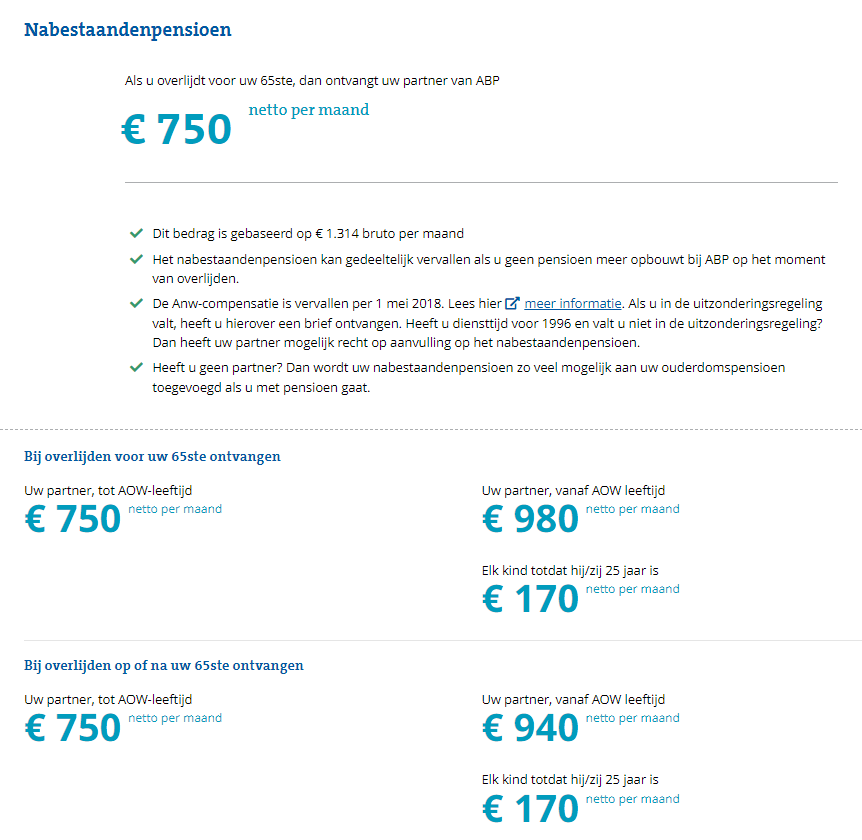 Nabestaandenpensioen
Als u overlijdt voor uw 65ste, dan ontvangt uw partner van ABP
€ 750 netto per maand
Dit bedrag is gebaseerd op € 1.314 bruto per maand
Het nabestaandenpensioen kan gedeeltelijk vervallen als u geen pensioen meer opbouwt bij ABP op het moment
van overlijden.
De Anw-compensatie is vervallen per 1 mei 2018. Lees hier meer informatie. Als u in de uitzonderingsregeling
valt, heeft u hierover een brief ontvangen. Heeft u diensttijd voor 1996 en valt u niet in de uitzonderingsregeling?
Dan heeft uw partner mogelijk recht op aanvulling op het nabestaandenpensioen.
Heeft u geen partner? Dan wordt uw nabestaandenpensioen zo veel mogelijk aan uw ouderdomspensioen
toegevoegd als u met pensioen gaat.
Bij overlijden voor uw 65ste ontvangen
Uw partner, tot AOW-leeftijd
€ 750 netto per maand
Uw partner, vanaf AOW leeftijd
€ 980 netto per maand
Elk kind totdat hij/zij 25 jaar is
€ 170 netto per maand
Bij overlijden op of na uw 65ste ontvangen
Uw partner, tot AOW-leeftijd
€ 750 netto per maand
Uw partner, vanaf AOW leeftijd
€ 940 netto per maand
Elk kind totdat hij/zij 25 jaar is
€ 170 netto per maand